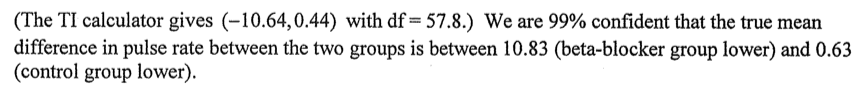 (The TI calculator gives (−10.64, 0.44) with df = 57.8.) We are 99% confident that the true mean
difference in pulse rate between the two groups is between 10.83 (beta-blocker group lower) and 0.63
(control group lower).